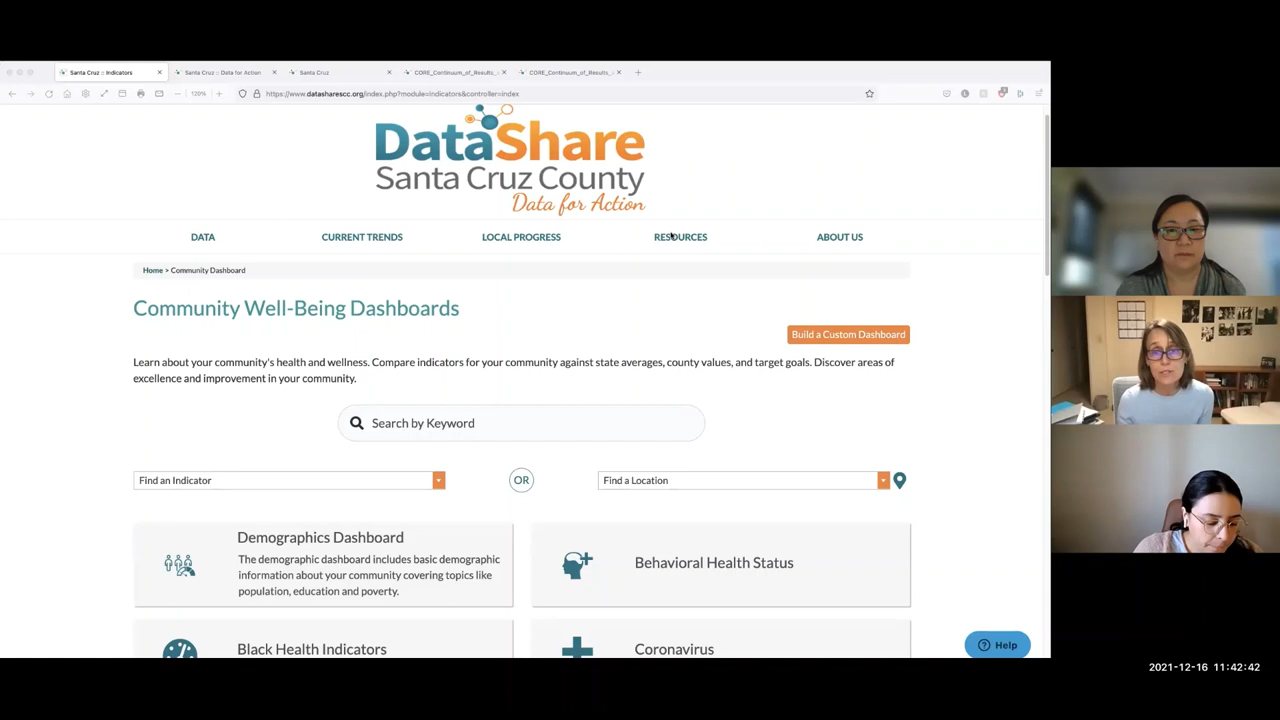 Santa Cruz :: Indicators
Santa Cruz :: Data for Action
Santa Cruz
CORE_Continuum_of_Results_
CORE_Continuum_of_Results_
120%
https://www.datasharescc.org/index.php?module=indicators&controller=index
DataShare
Santa Cruz County
Data for Action
DATA
CURRENT TRENDS
LOCAL PROGRESS
RESOURCES
ABOUT US
Home > Community Dashboard
Community Well-Being Dashboards
Build a Custom Dashboard
Learn about your community's health and wellness. Compare indicators for your community against state averages, county values, and target goals. Discover areas of
excellence and improvement in your community.
Search by Keyword
Find an Indicator
OR
Find a Location
Demographics Dashboard
The demographic dashboard includes basic demographic
information about your community covering topics like
population, education and poverty.
Behavioral Health Status
Black Health Indicators
Coronavirus
Help
2021-12-16 11:42:42